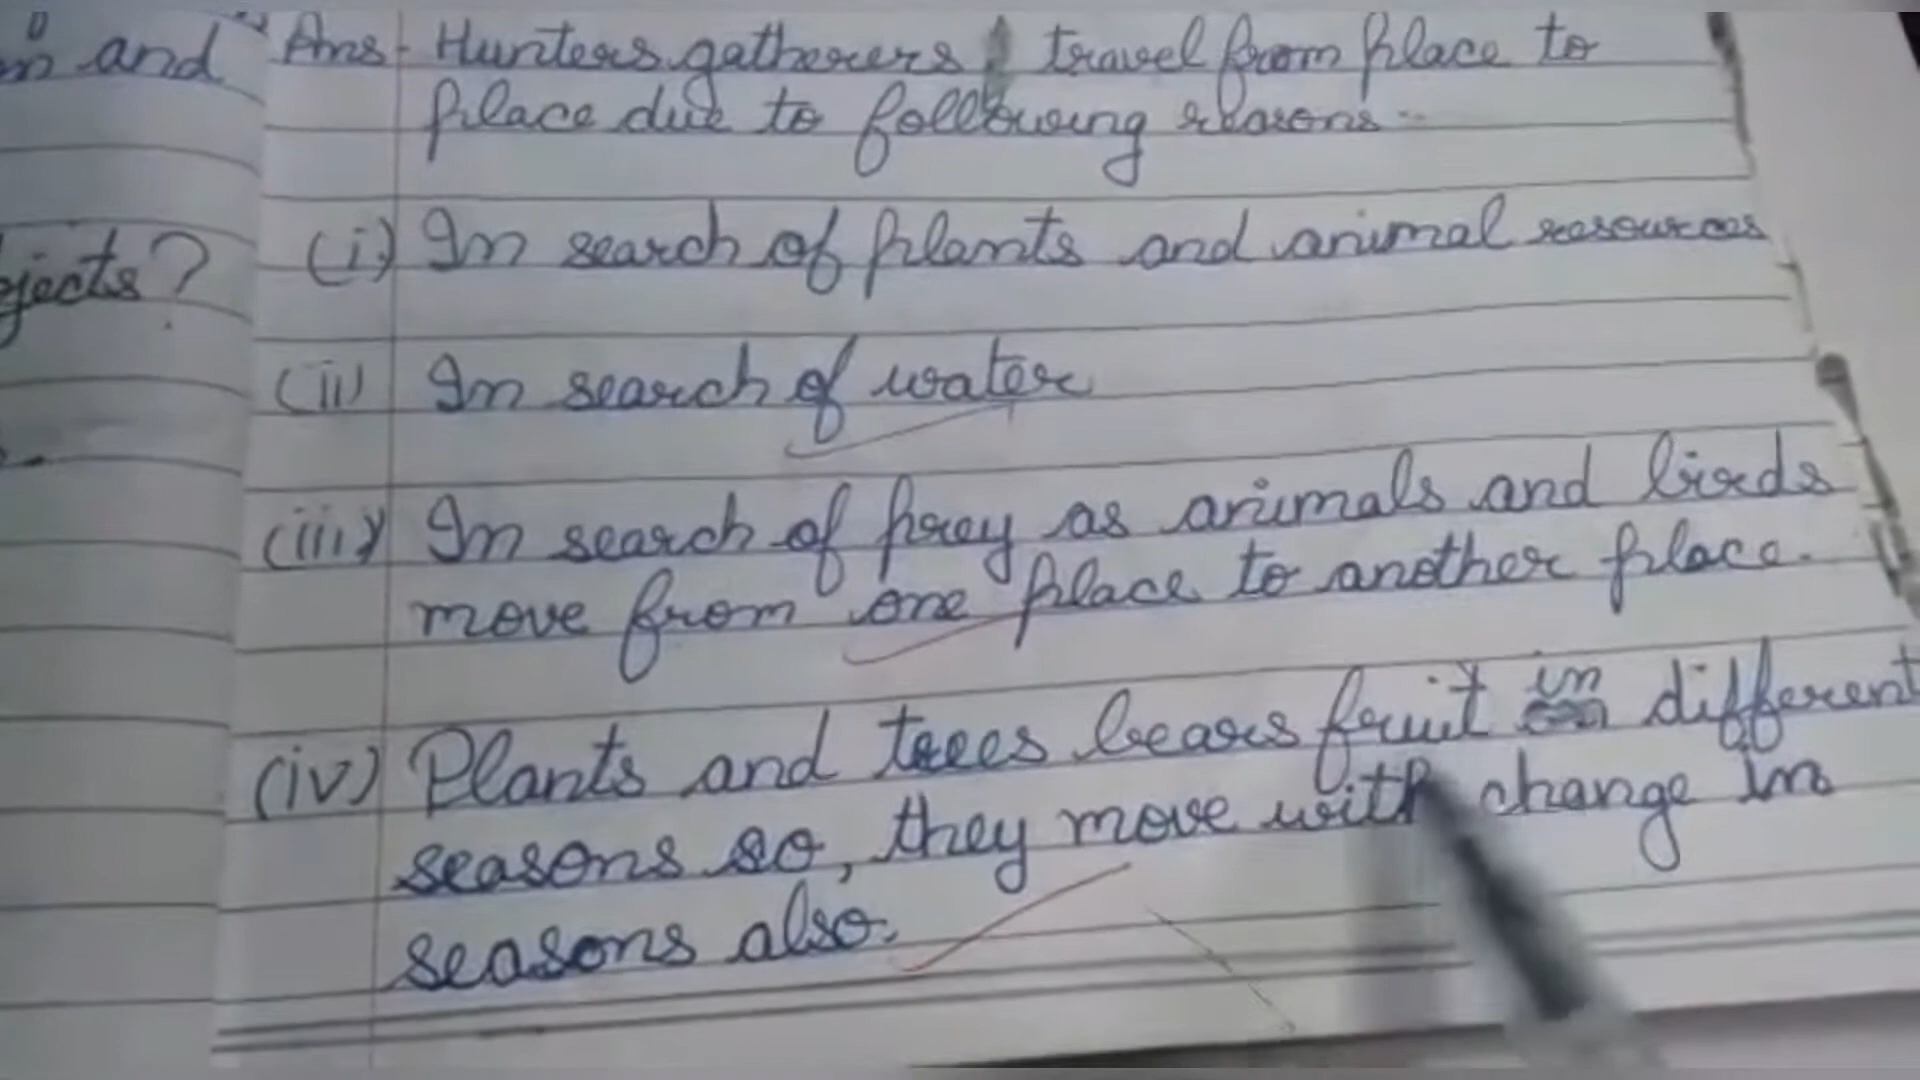 and
jects?
Ans- Hunters gatherers travel from place to
place due to following reasons-
(i) In search of plants and animal resources
(ii) In search of water
(iii) In search of prey as animals and birds
move from one place to another place.
(iv) Plants and trees bears fruit in different
seasons so, they move with change in
seasons also.